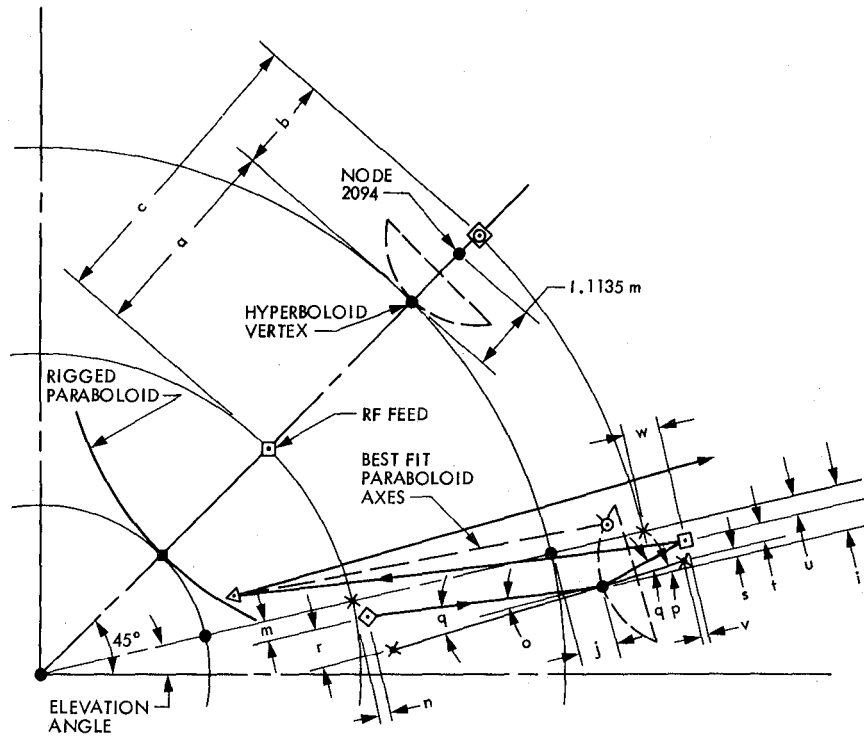 b
c
a
NODE
2094
1.1135 m
HYPERBOLOID
VERTEX
RIGGED
PARABOLOID
RF FEED
BEST FIT
PARABOLOID
AXES
w
45°
m
r
q
o
j
q
p
s
t
u
i
v
n
ELEVATION
ANGLE